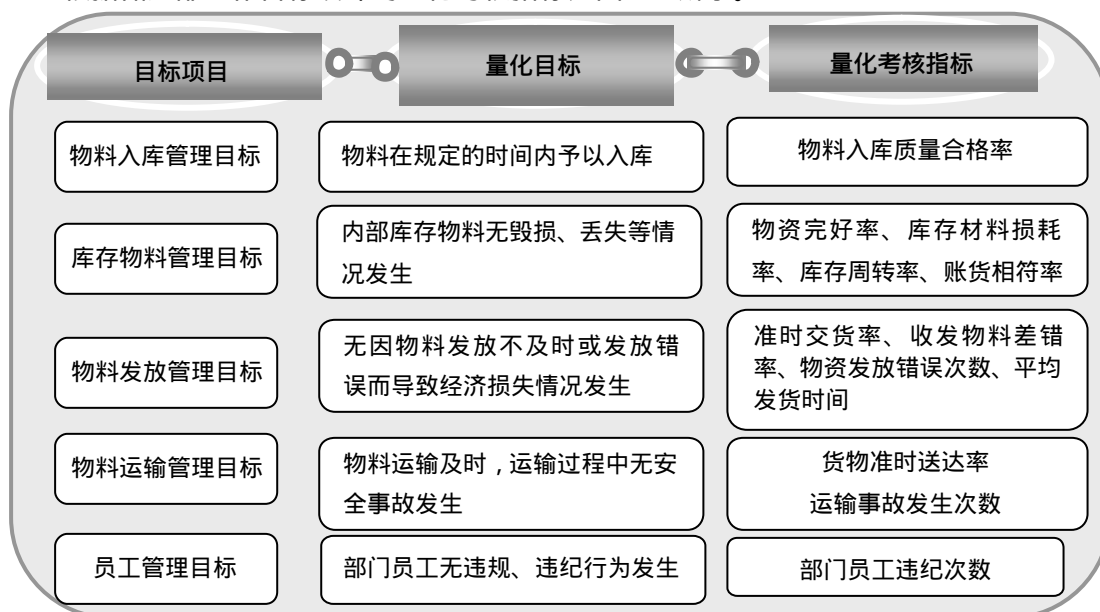 目标项目
量化目标
量化考核指标
物料入库管理目标
物料在规定的时间内予以入库
物料入库质量合格率
库存物料管理目标
内部库存物料无毁损、丢失等情
况发生
物资完好率、库存材料损耗
率、库存周转率、账货相符率
物料发放管理目标
无因物料发放不及时或发放错
误而导致经济损失情况发生
准时交货率、收发物料差错
率、物资发放错误次数、平均
发货时间
物料运输管理目标
物料运输及时，运输过程中无安
全事故发生
货物准时送达率
运输事故发生次数
员工管理目标
部门员工无违规、违纪行为发生
部门员工违纪次数